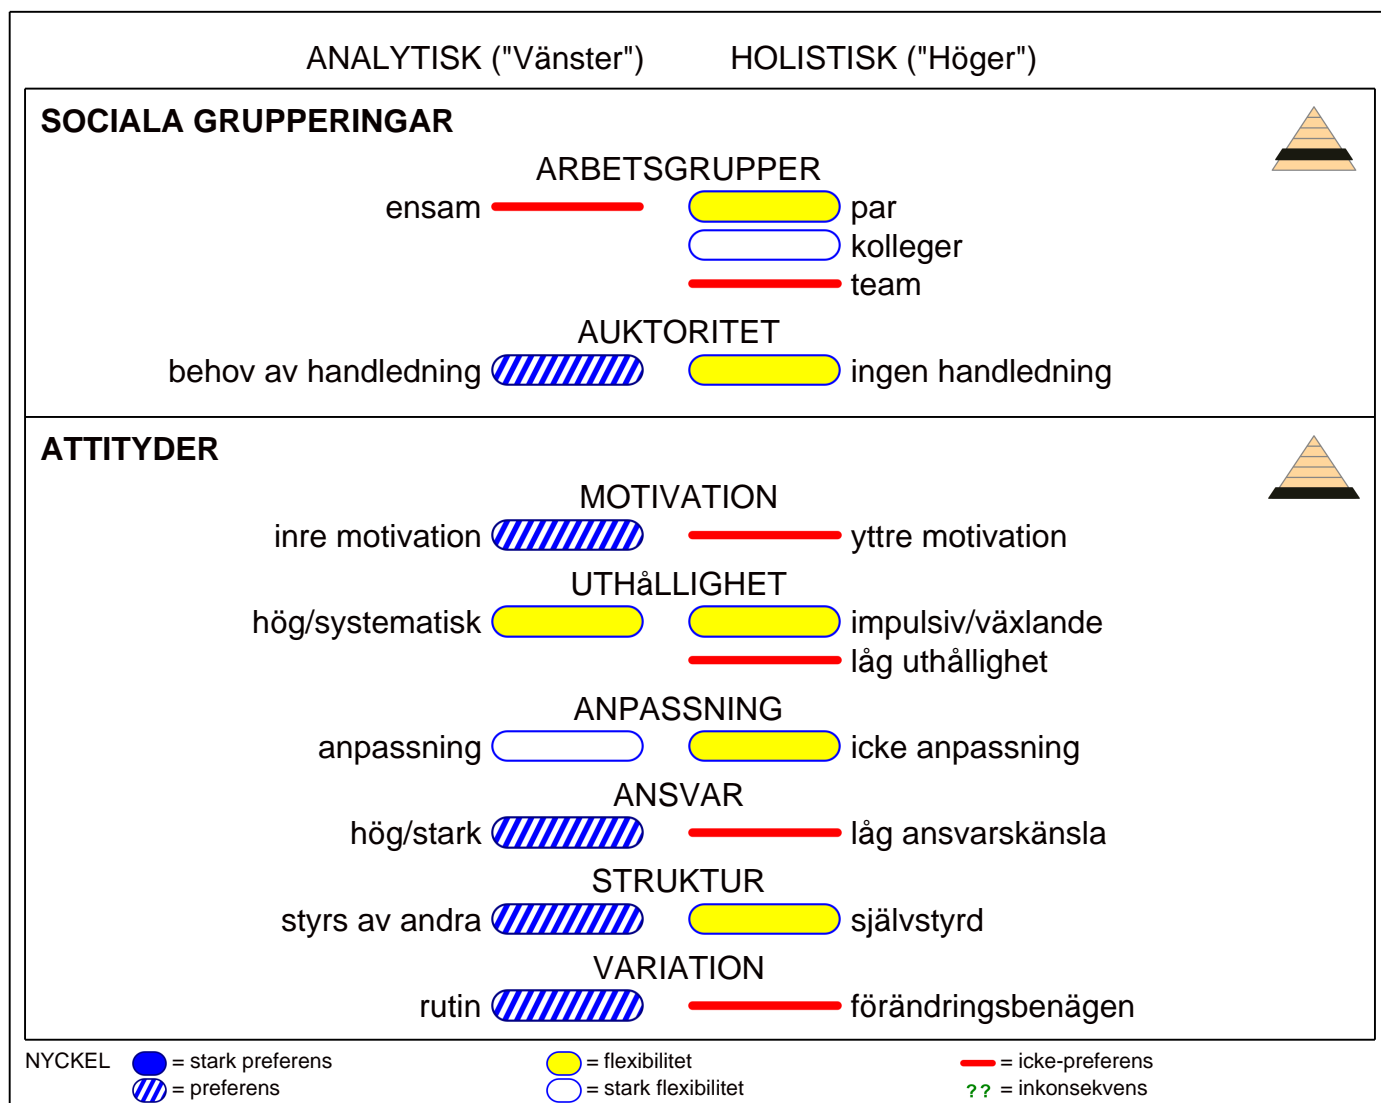 ANALYTISK ("Vänster") HOLISTISK ("Höger")
SOCIALA GRUPPERINGAR
ARBETSGRUPPER
ensam par
kolleger
team
AUKTORITET
behov av handledning ingen handledning
ATTITYDER
MOTIVATION
inre motivation yttre motivation
UTHåLLIGHET
hög/systematisk impulsiv/växlande
låg uthållighet
ANPASSNING
anpassning icke anpassning
ANSVAR
hög/stark låg ansvarskänsla
STRUKTUR
styrs av andra självstyrd
VARIATION
rutin förändringsbenägen
NYCKEL = stark preferens = flexibilitet = icke-preferens
= preferens = stark flexibilitet ?? = inkonsekvens